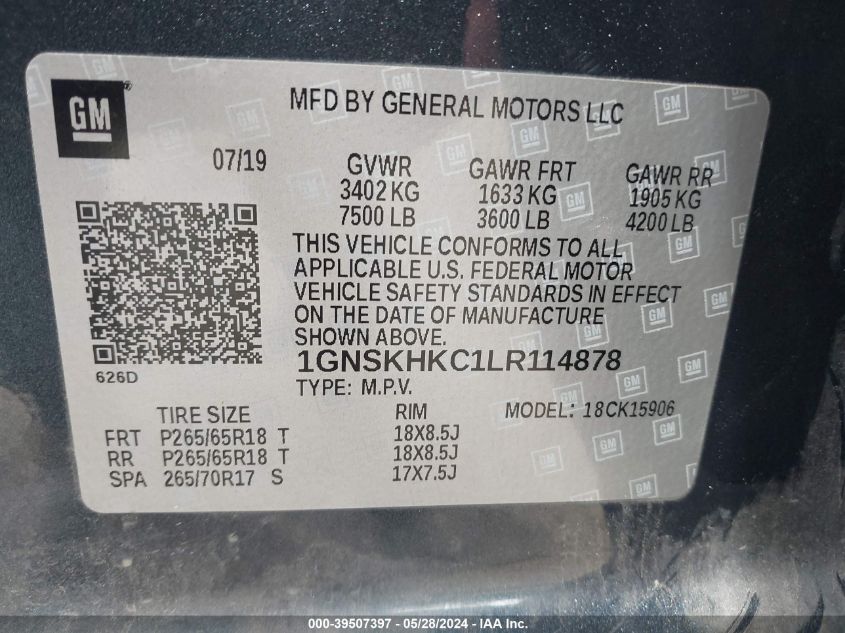 GM
MFD BY GENERAL MOTORS LLC
07/19 GVWR GAWR FRT GAWR RR
3402 KG 1633 KG 1905 KG
7500 LB 3600 LB 4200 LB
THIS VEHICLE CONFORMS TO ALL
APPLICABLE U.S. FEDERAL MOTOR
VEHICLE SAFETY STANDARDS IN EFFECT
ON THE DATE OF MANUFACTURE
SHOWN ABOVE.
1GNSKHKC1LR114878
626D
TYPE: M.P.V.
TIRE SIZE RIM MODEL: 18CK15906
FRT P265/65R18 T 18X8.5J
RR P265/65R18 T 18X8.5J
SPA 265/70R17 S 17X7.5J
000-39507397 - 05/28/2024 - IAA Holdings, LLC.